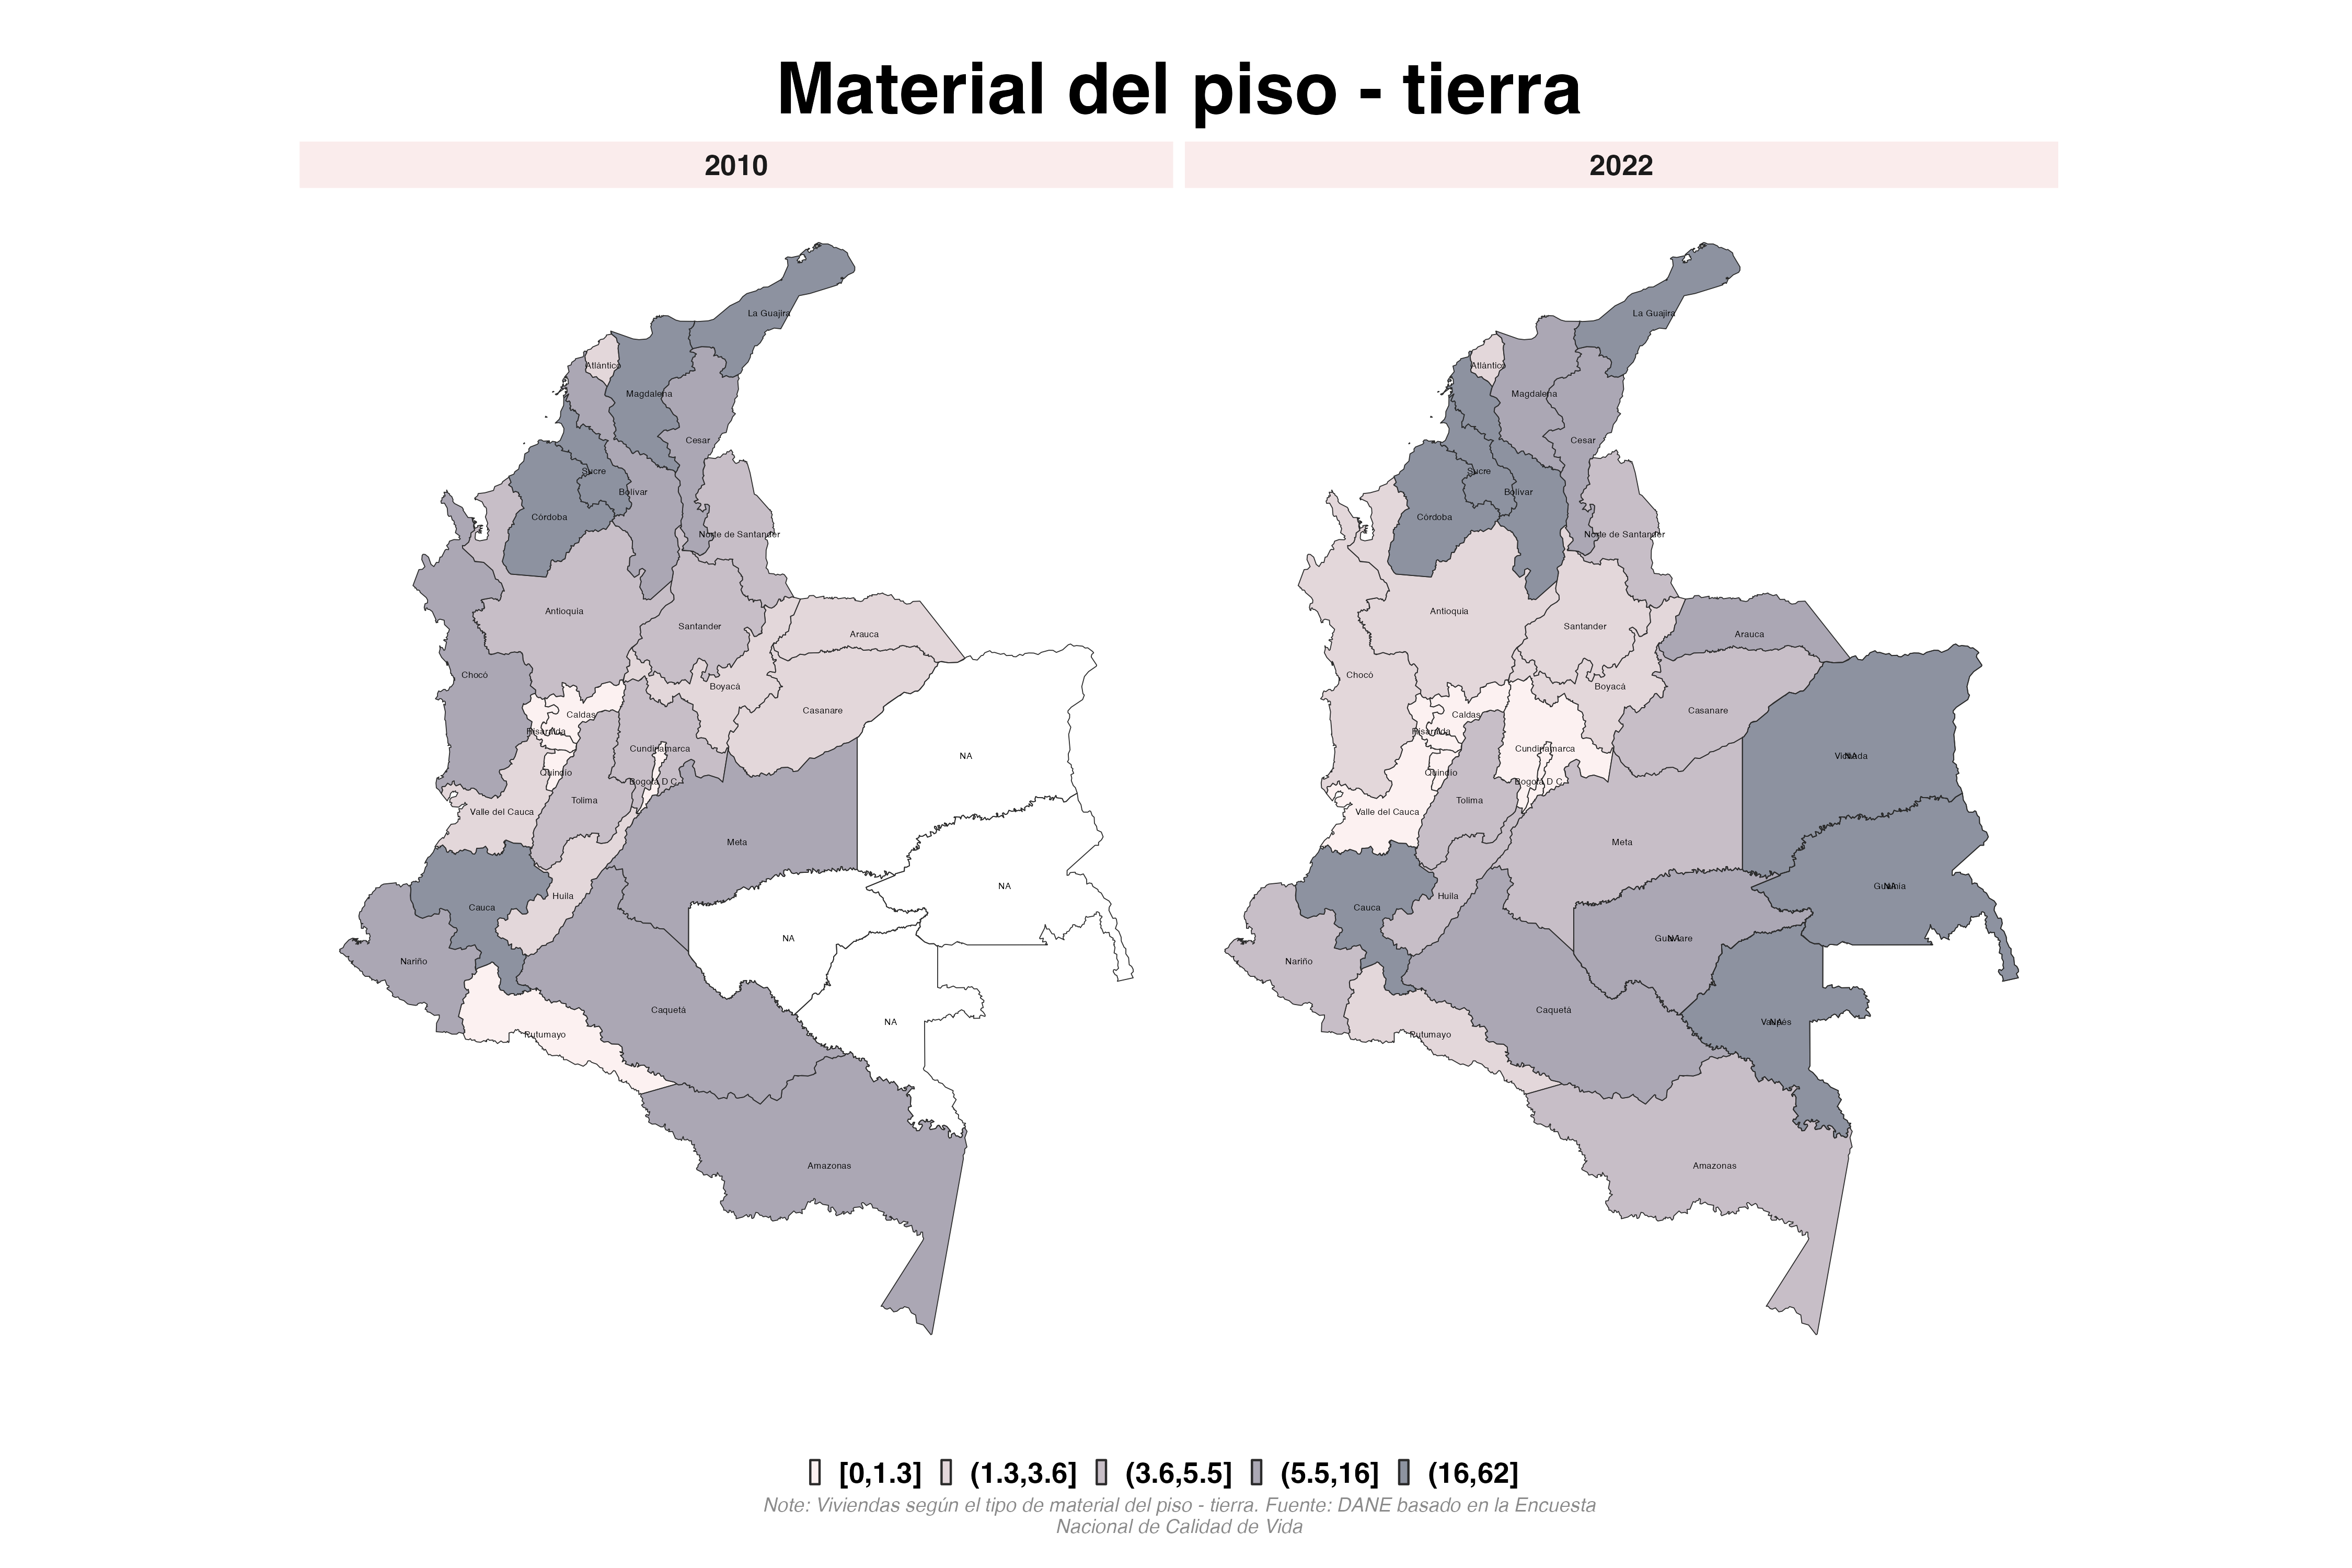 Material del piso - tierra
2010
2022
La Guajira
Atlántico
Magdalena
Cesar
Sucre
Bolívar
Córdoba
Norte de Santander
Antioquia
Santander
Arauca
Chocó
Boyacá
Casanare
Caldas
Risaralda
Cundinamarca
NA
Quindío
Bogotá D.C.
Tolima
Valle del Cauca
Meta
NA
Huila
Cauca
NA
Nariño
Caquetá
NA
Putumayo
Amazonas
La Guajira
Atlántico
Magdalena
Cesar
Sucre
Bolívar
Córdoba
Norte de Santander
Antioquia
Santander
Arauca
Chocó
Boyacá
Casanare
Caldas
Risaralda
Cundinamarca
NA
Quindío
Bogotá D.C.
Tolima
Valle del Cauca
Meta
NA
Huila
Cauca
NA
Nariño
Caquetá
NA
Putumayo
Amazonas
[0,1.3] (1.3,3.6] (3.6,5.5] (5.5,16] (16,62]
Note: Viviendas según el tipo de material del piso - tierra. Fuente: DANE basado en la Encuesta
Nacional de Calidad de Vida